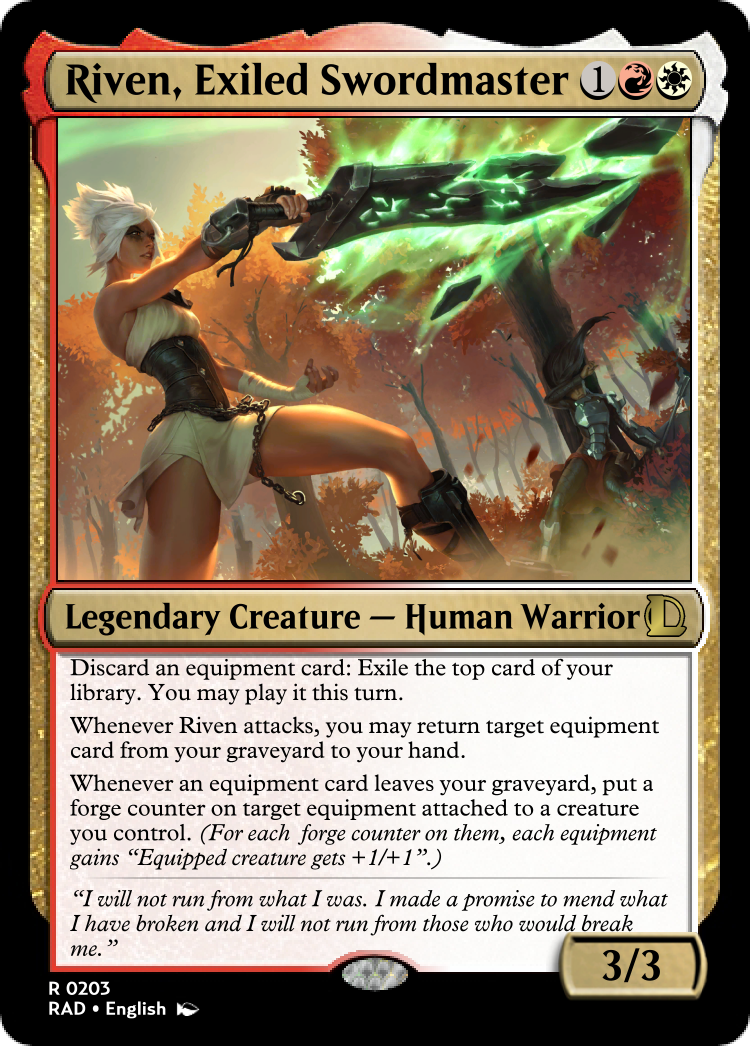 Riven, Exiled Swordmaster 1
Legendary Creature — Human Warrior
Discard an equipment card: Exile the top card of your
library. You may play it this turn.
Whenever Riven attacks, you may return target equipment
card from your graveyard to your hand.
Whenever an equipment card leaves your graveyard, put a
forge counter on target equipment attached to a creature
you control. (For each  forge counter on them, each equipment
gains “Equipped creature gets +1/+1”.)
“I will not run from what I was. I made a promise to mend what
I have broken and I will not run from those who would break
me.”
3/3
R 0203
RAD • English